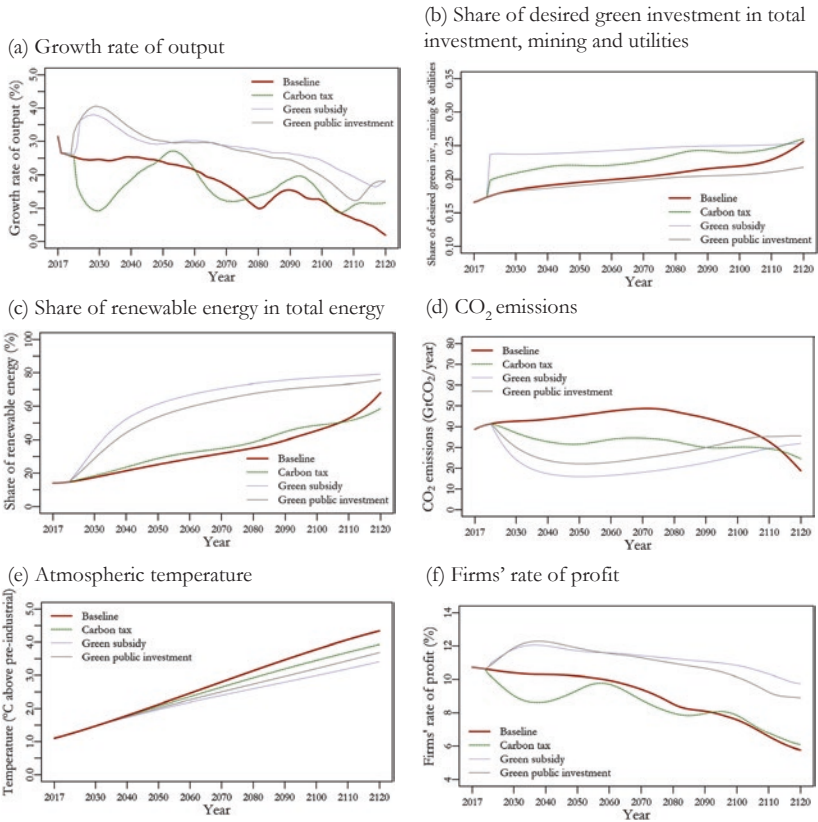 (a) Growth rate of output
Growth rate of output (%)
5.0
4.0
3.0
2.0
1.0
0.0
Baseline
Carbon tax
Green subsidy
Green public investment
2017 2030 2040 2050 2060 2070 2080 2090 2100 2110 2120
Year
(b) Share of desired green investment in total
investment, mining and utilities
Share of desired green inv, mining & utilities
0.35
0.30
0.25
0.20
0.15
0.10
Baseline
Carbon tax
Green subsidy
Green public investment
2017 2030 2040 2050 2060 2070 2080 2090 2100 2110 2120
Year
(c) Share of renewable energy in total energy
Share of renewable energy (%)
100
80
60
40
20
0
Baseline
Carbon tax
Green subsidy
Green public investment
2017 2030 2040 2050 2060 2070 2080 2090 2100 2110 2120
Year
(d) CO₂ emissions
CO₂ emissions (GtCO₂/year)
80
70
60
50
40
30
20
10
0
Baseline
Carbon tax
Green subsidy
Green public investment
2017 2030 2040 2050 2060 2070 2080 2090 2100 2110 2120
Year
(e) Atmospheric temperature
Temperature (°C above pre-industrial)
5.0
4.0
3.0
2.0
1.0
0.0
Baseline
Carbon tax
Green subsidy
Green public investment
2017 2030 2040 2050 2060 2070 2080 2090 2100 2110 2120
Year
(f) Firms' rate of profit
Firms' rate of profit (%)
14
12
10
8
6
4
Baseline
Carbon tax
Green subsidy
Green public investment
2017 2030 2040 2050 2060 2070 2080 2090 2100 2110 2120
Year